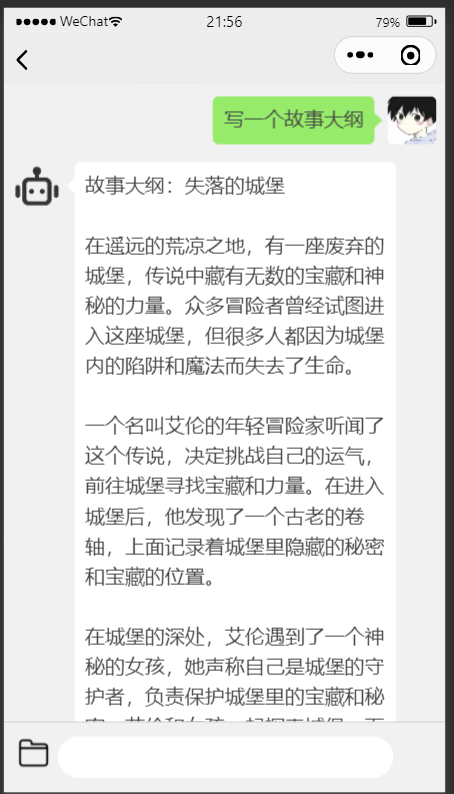 WeChat 21:56 79%
写一个故事大纲
故事大纲：失落的城堡
在遥远的荒凉之地，有一座废弃的
城堡，传说中藏有无数的宝藏和神
秘的力量。众多冒险者曾经试图进
入这座城堡，但很多人都因为城堡
内的陷阱和魔法而失去了生命。
一个名叫艾伦的年轻冒险家听闻了
这个传说，决定挑战自己的运气，
前往城堡寻找宝藏和力量。在进入
城堡后，他发现了一个古老的卷
轴，上面记录着城堡里隐藏的秘密
和宝藏的位置。
在城堡的深处，艾伦遇到了一个神
秘的女孩，她声称自己是城堡的守
护者，负责保护城堡里的宝藏和秘